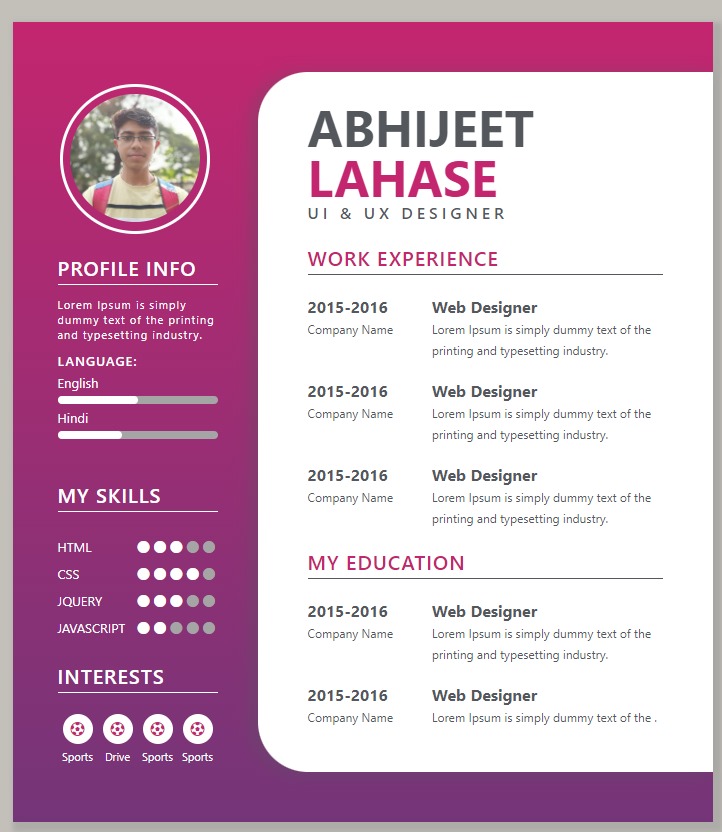 ABHIJEET
LAHASE
UI & UX DESIGNER
PROFILE INFO
Lorem Ipsum is simply
dummy text of the printing
and typesetting industry.
LANGUAGE:
English
Hindi
MY SKILLS
HTML
CSS
JQUERY
JAVASCRIPT
INTERESTS
Sports Drive Sports Sports
WORK EXPERIENCE
2015-2016 Web Designer
Company Name Lorem Ipsum is simply dummy text of the
printing and typesetting industry.
2015-2016 Web Designer
Company Name Lorem Ipsum is simply dummy text of the
printing and typesetting industry.
2015-2016 Web Designer
Company Name Lorem Ipsum is simply dummy text of the
printing and typesetting industry.
MY EDUCATION
2015-2016 Web Designer
Company Name Lorem Ipsum is simply dummy text of the
printing and typesetting industry.
2015-2016 Web Designer
Company Name Lorem Ipsum is simply dummy text of the .